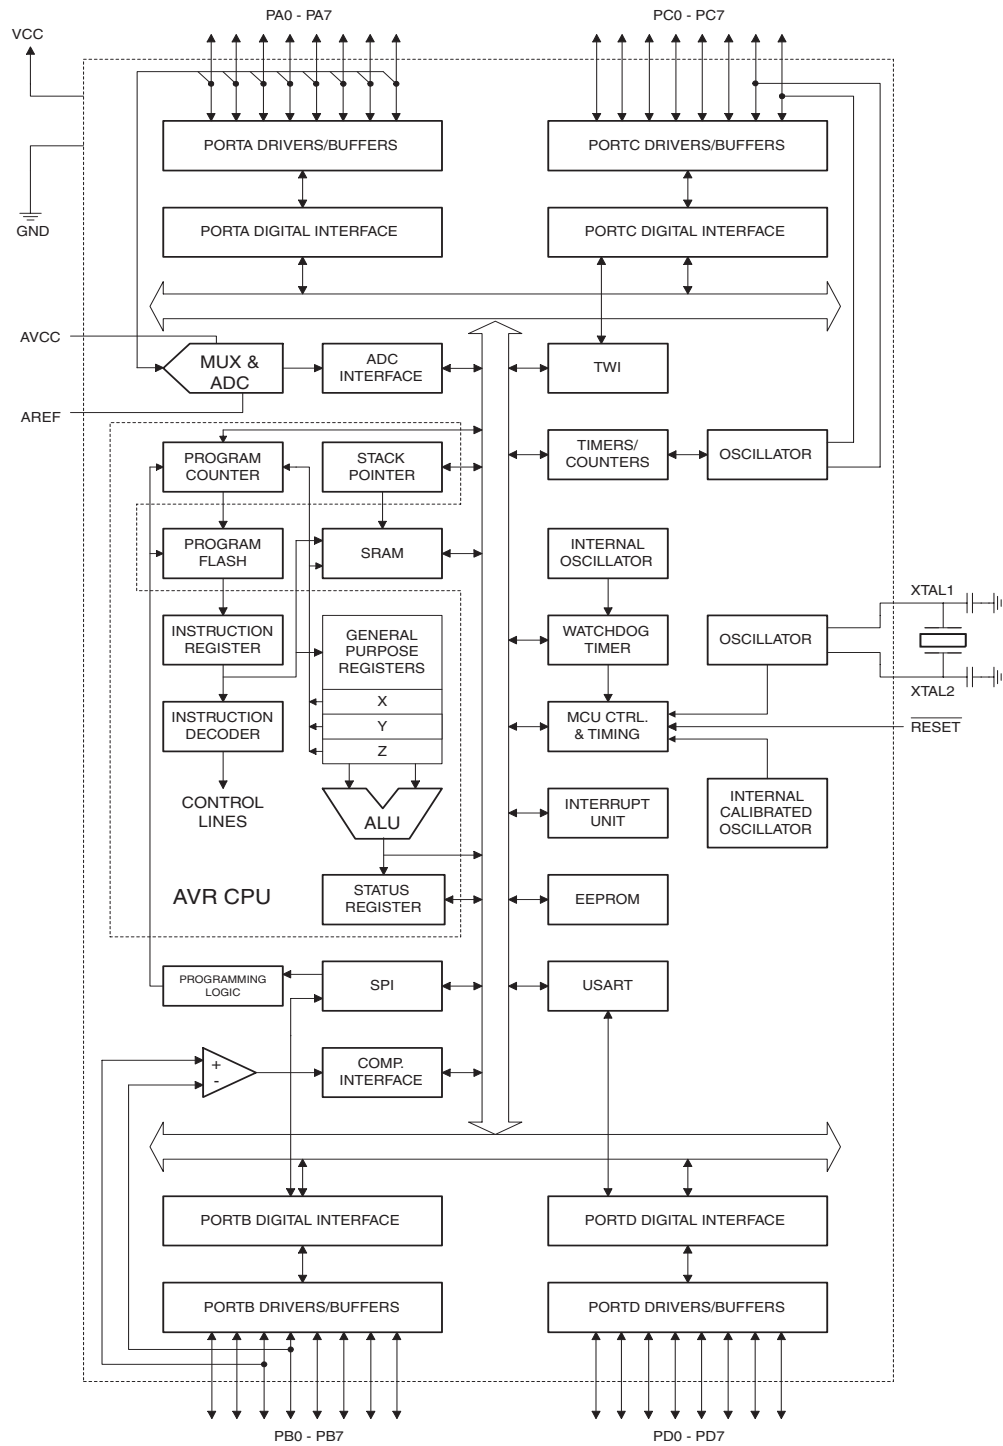 PA0 - PA7
PC0 - PC7
VCC
PORTA DRIVERS/BUFFERS
PORTC DRIVERS/BUFFERS
GND
PORTA DIGITAL INTERFACE
PORTC DIGITAL INTERFACE
AVCC
MUX &
ADC
ADC
INTERFACE
TWI
AREF
PROGRAM
COUNTER
STACK
POINTER
TIMERS/
COUNTERS
OSCILLATOR
PROGRAM
FLASH
SRAM
INTERNAL
OSCILLATOR
XTAL1
INSTRUCTION
REGISTER
GENERAL
PURPOSE
REGISTERS
WATCHDOG
TIMER
OSCILLATOR
XTAL2
X
INSTRUCTION
DECODER
Y
MCU CTRL.
& TIMING
RESET
Z
CONTROL
LINES
ALU
INTERRUPT
UNIT
INTERNAL
CALIBRATED
OSCILLATOR
AVR CPU
STATUS
REGISTER
EEPROM
PROGRAMMING
LOGIC
SPI
USART
+
-
COMP.
INTERFACE
PORTB DIGITAL INTERFACE
PORTD DIGITAL INTERFACE
PORTB DRIVERS/BUFFERS
PORTD DRIVERS/BUFFERS
PB0 - PB7
PD0 - PD7